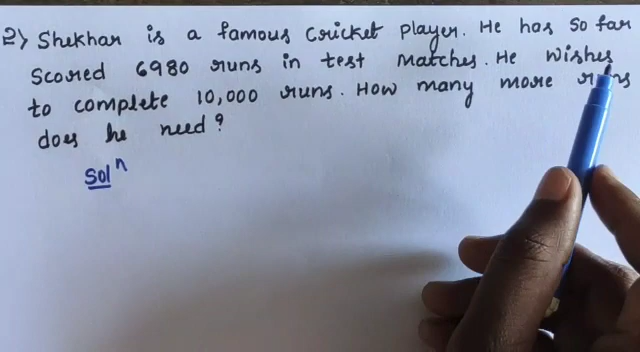 2) Shekhar is a famous cricket player. He has so far
scored 6980 runs in test matches. He wishes
to complete 10,000 runs. How many more runs
does he need?
Solⁿ